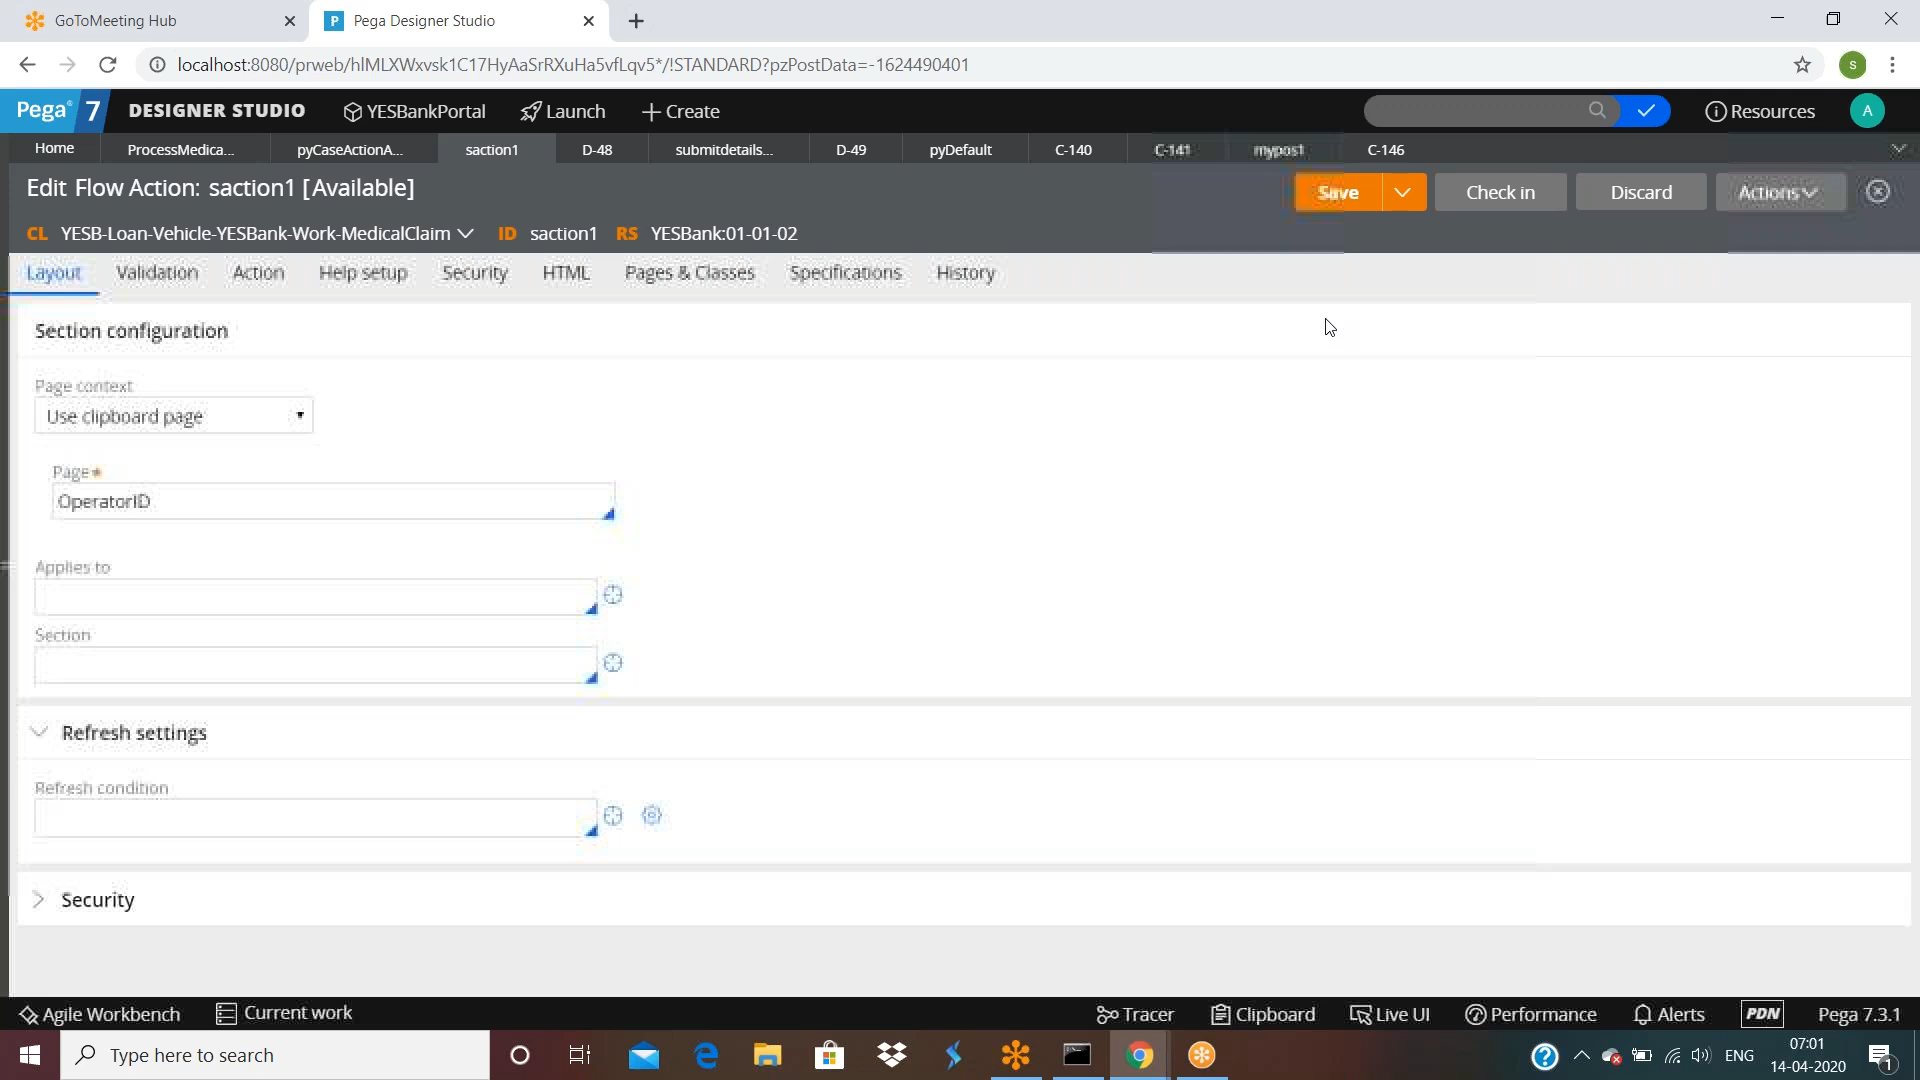 GoToMeeting Hub
Pega Designer Studio
localhost:8080/prweb/hIMLXWxvsk1C17HyAaSrRXuHa5vfLqv5*/!STANDARD?pzPostData=-1624490401
S
Pega 7 DESIGNER STUDIO YESBankPortal Launch Create Resources A
Home ProcessMedica... pyCaseActionA... saction1 D-48 submitdetails... D-49 pyDefault C-140 C-141 mypost C-146
Edit Flow Action: saction1 [Available]
Save Check in Discard Actions
CL YESB-Loan-Vehicle-YESBank-Work-MedicalClaim ID saction1 RS YESBank:01-01-02
Layout Validation Action Help setup Security HTML Pages & Classes Specifications History
Section configuration
Page context
Use clipboard page
Page
OperatorID
Applies to
Section
Refresh settings
Refresh condition
Security
Agile Workbench Current work Tracer Clipboard Live UI Performance Alerts PDN Pega 7.3.1
Type here to search
ENG
07:01
14-04-2020
1